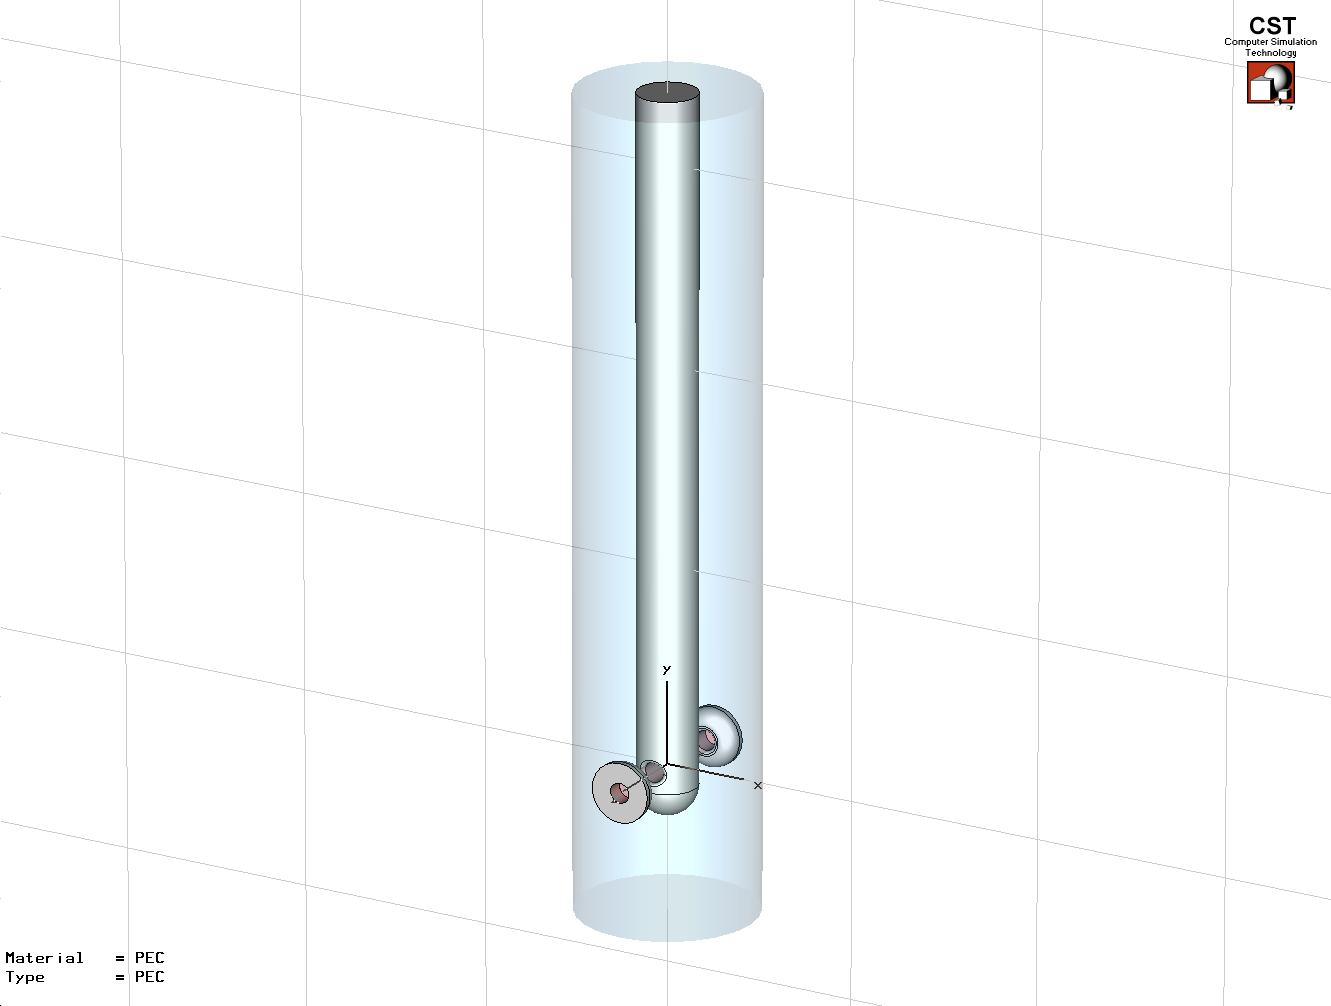 CST
Computer Simulation
Technology
y
x
z
Material = PEC
Type = PEC